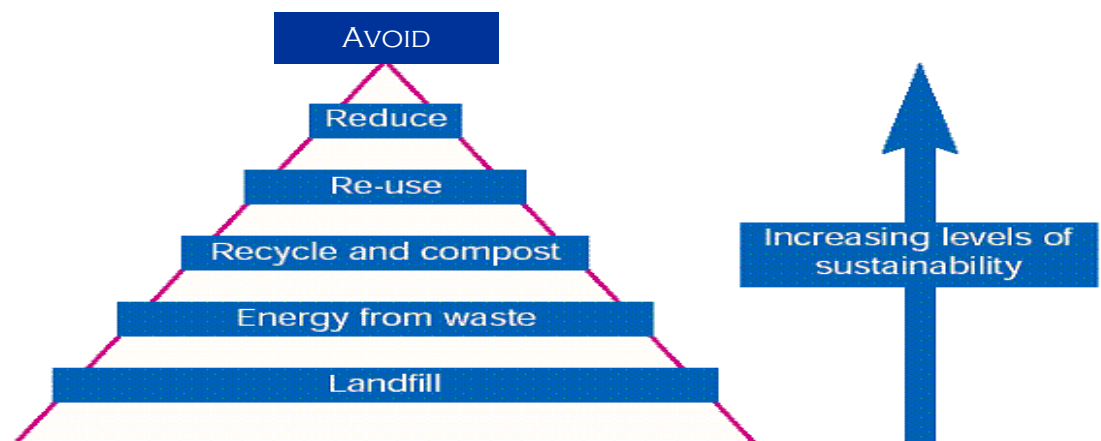 AVOID
Reduce
Re-use
Recycle and compost
Energy from waste
Landfill
Increasing levels of
sustainability